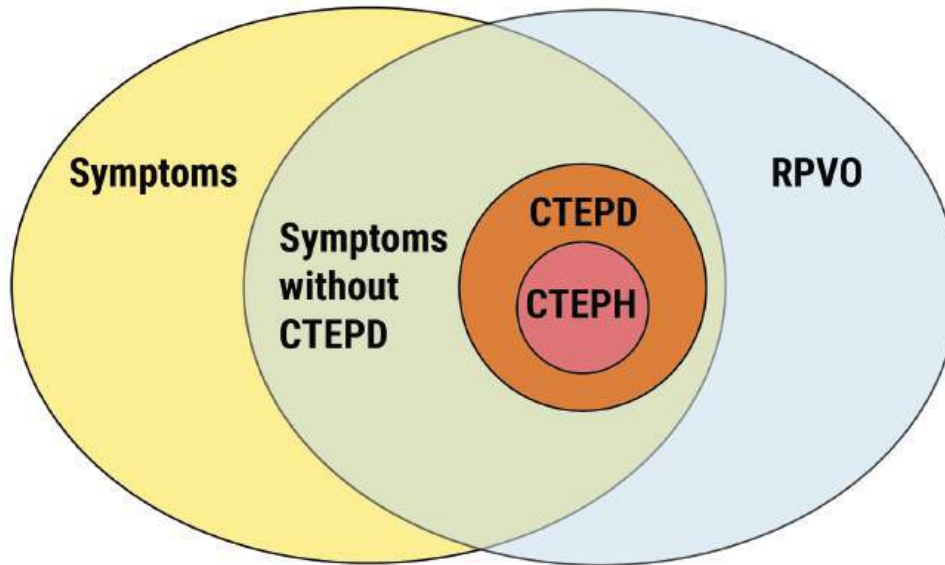 Symptoms
RPVO
CTEPD
Symptoms
without
CTEPD
CTEPH